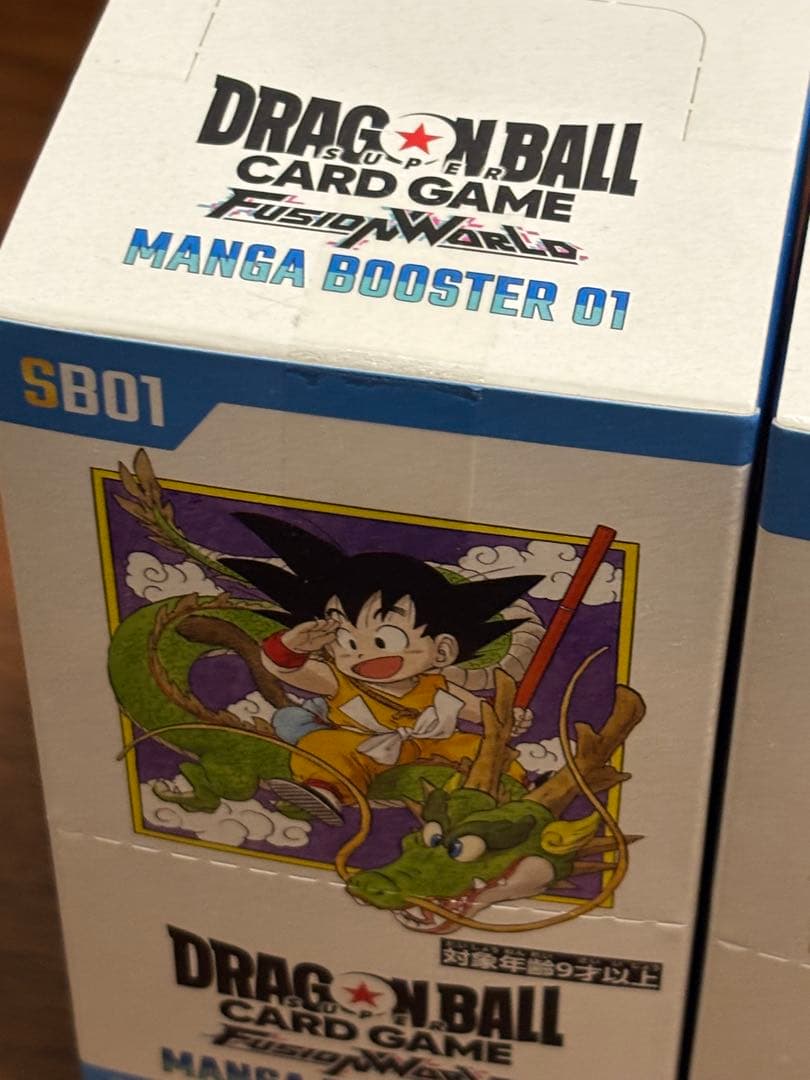 DRAGON BALL
SUPER
CARD GAME
FUSION WORLD
MANGA BOOSTER 01
SB01
対象年齢9才以上
DRAGON BALL
SUPER
CARD GAME
FUSION WORLD
MANGA